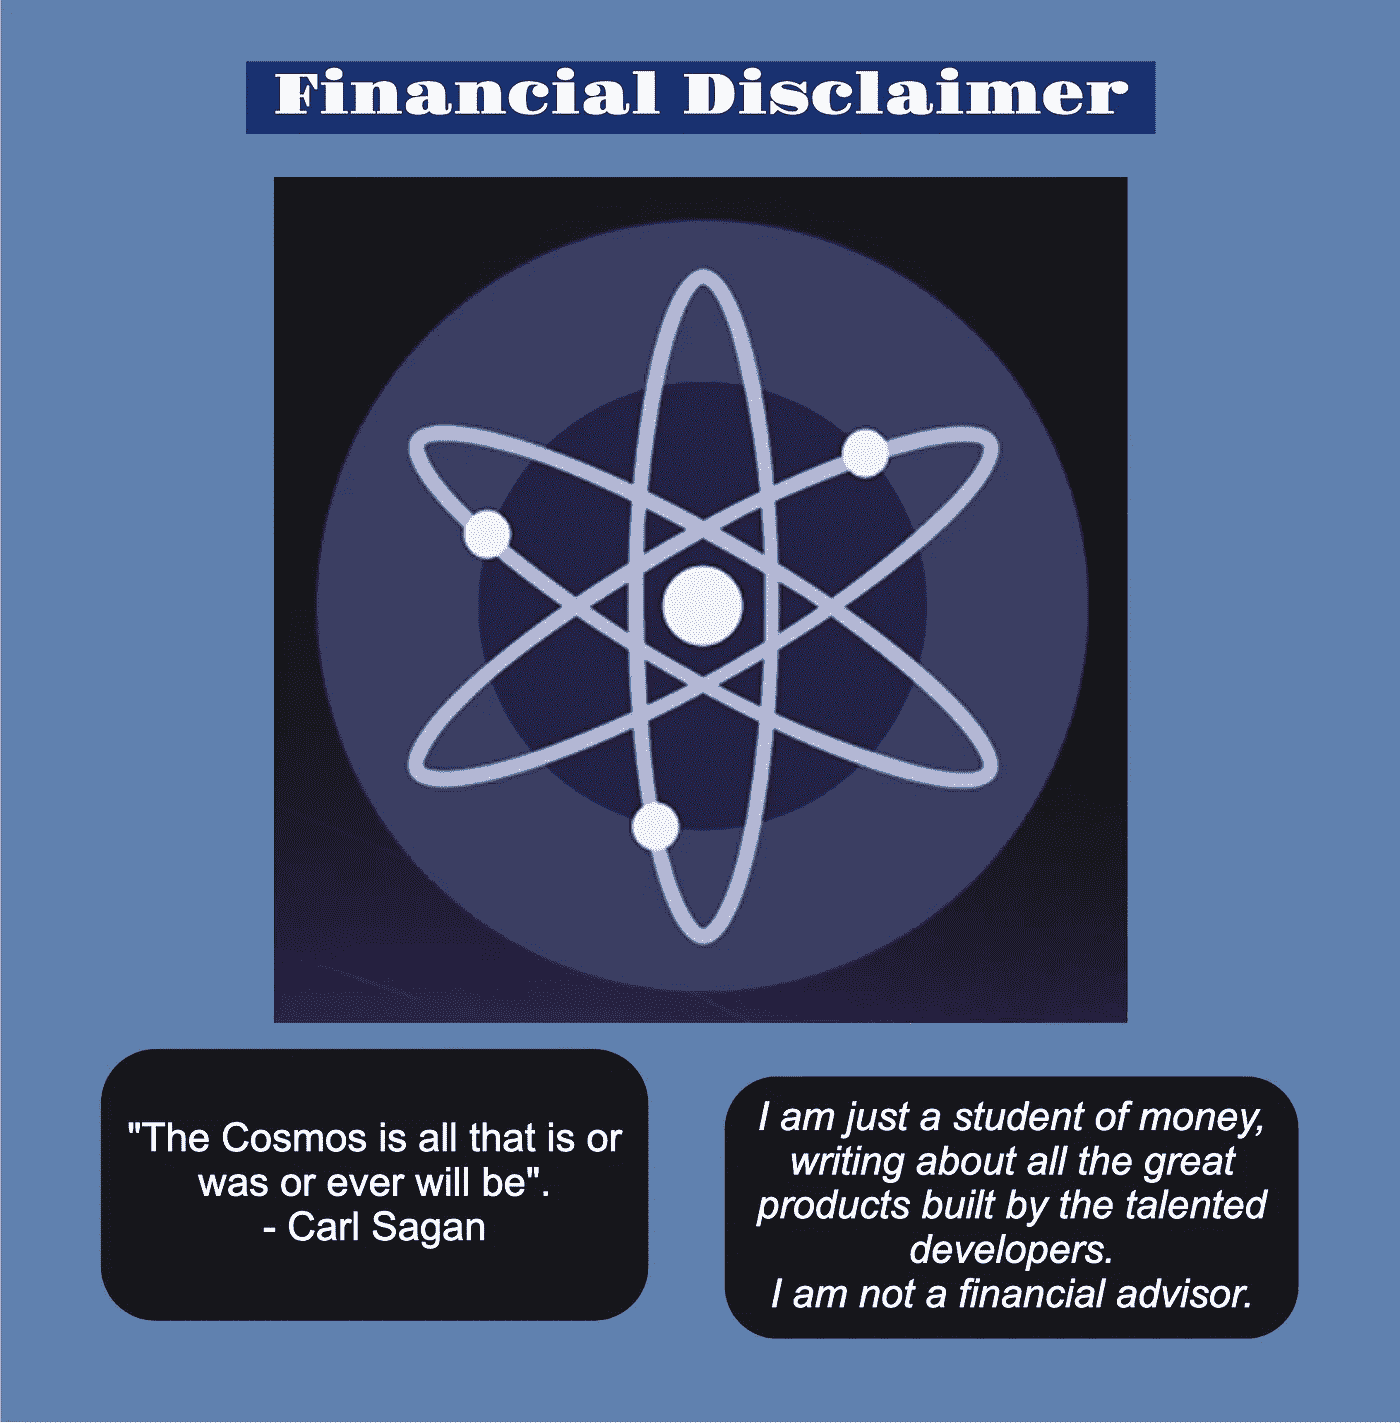 Financial Disclaimer
"The Cosmos is all that is or
was or ever will be".
- Carl Sagan
I am just a student of money,
writing about all the great
products built by the talented
developers.
I am not a financial advisor.